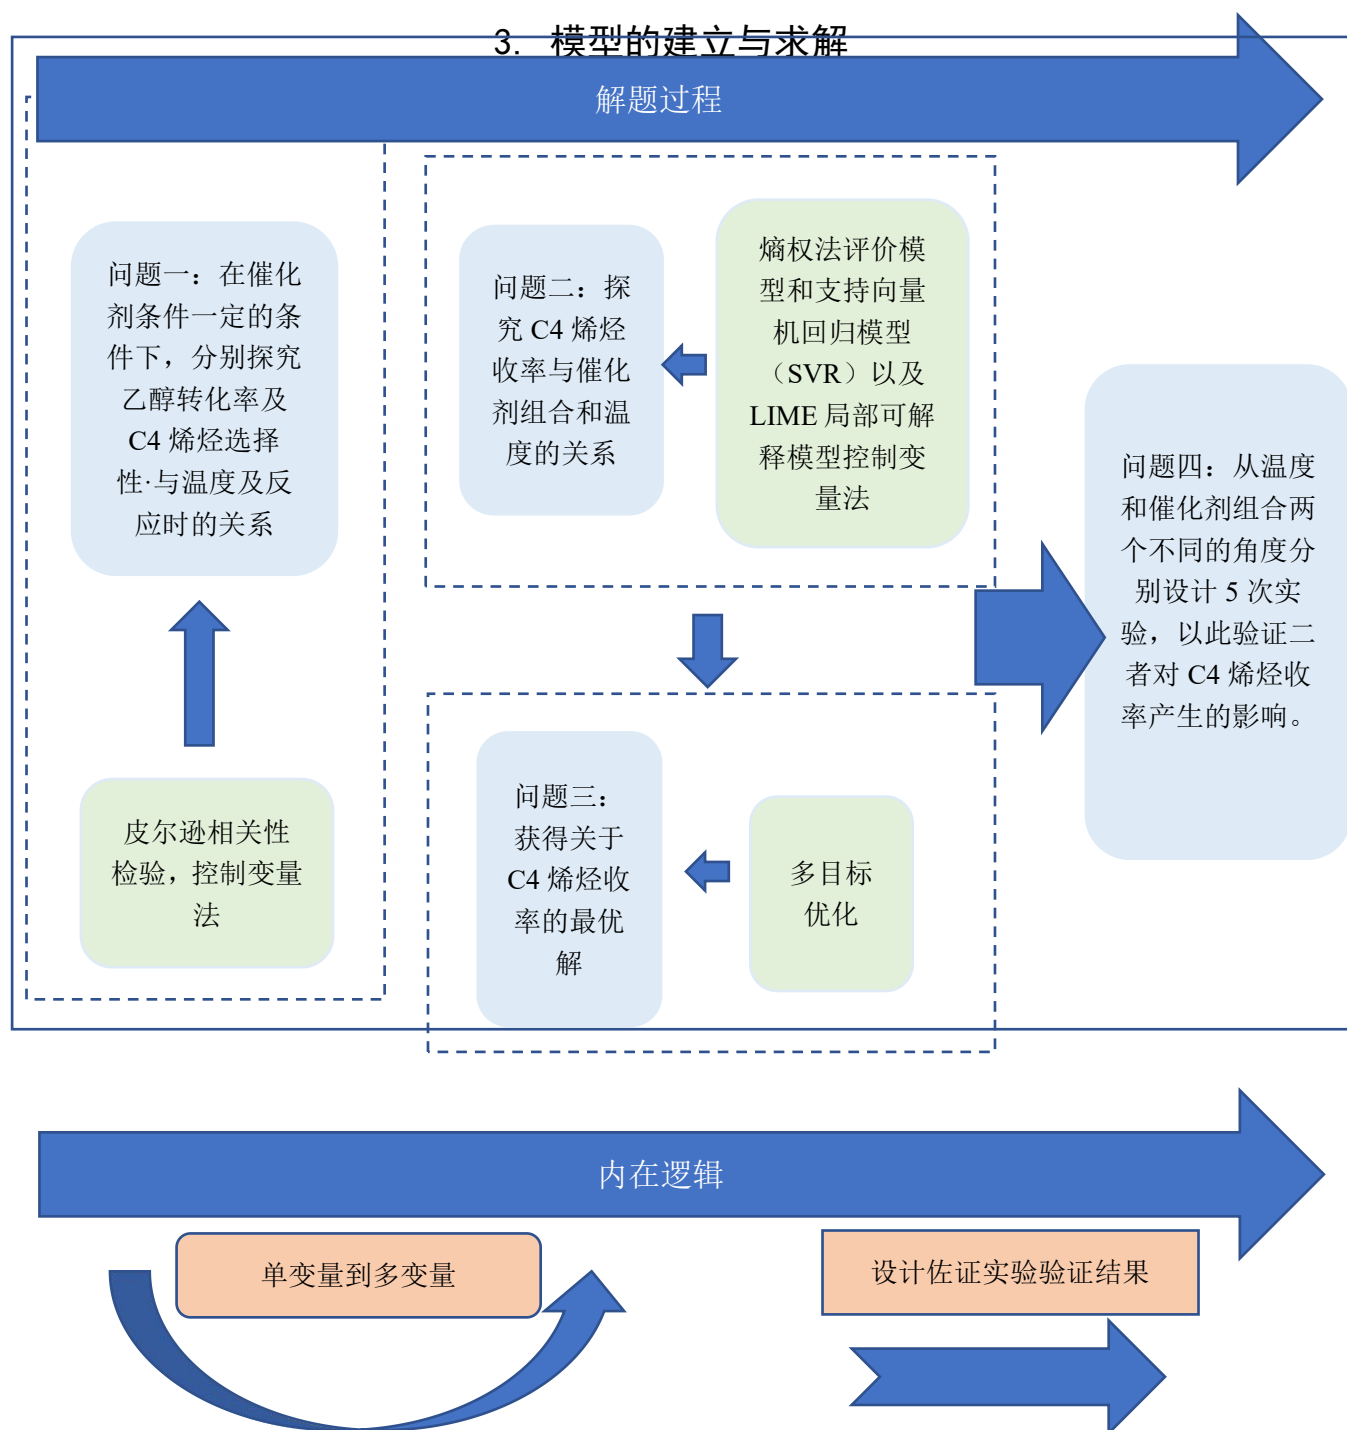 3. 模型的建立与求解
解题过程
问题一：在催化
剂条件一定的条
件下，分别探究
乙醇转化率及
C4 烯烃选择
性·与温度及反
应时的关系
皮尔逊相关性
检验，控制变量
法
问题二：探
究 C4 烯烃
收率与催化
剂组合和温
度的关系
熵权法评价模
型和支持向量
机回归模型
（SVR）以及
LIME 局部可解
释模型控制变
量法
问题三：
获得关于
C4 烯烃收
率的最优
解
多目标
优化
问题四：从温度
和催化剂组合两
个不同的角度分
别设计 5 次实
验，以此验证二
者对 C4 烯烃收
率产生的影响。
内在逻辑
单变量到多变量
设计佐证实验验证结果